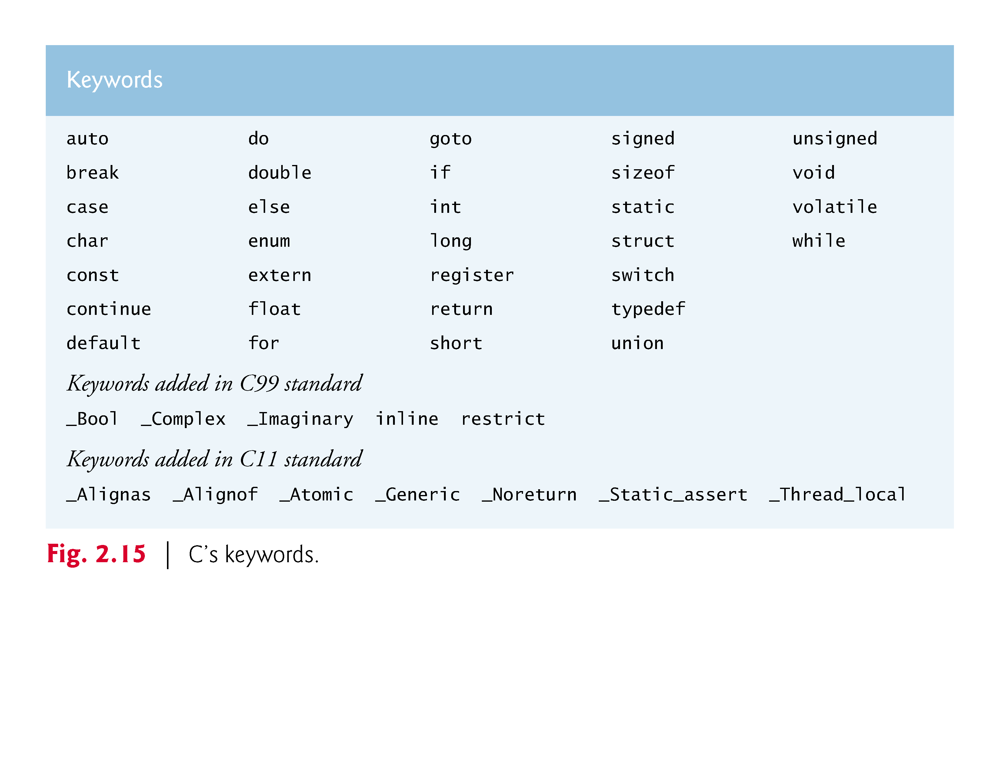 Keywords
auto do goto signed unsigned
break double if sizeof void
case else int static volatile
char enum long struct while
const extern register switch
continue float return typedef
default for short union
Keywords added in C99 standard
_Bool _Complex _Imaginary inline restrict
Keywords added in C11 standard
_Alignas _Alignof _Atomic _Generic _Noreturn _Static_assert _Thread_local
Fig. 2.15 | C’s keywords.